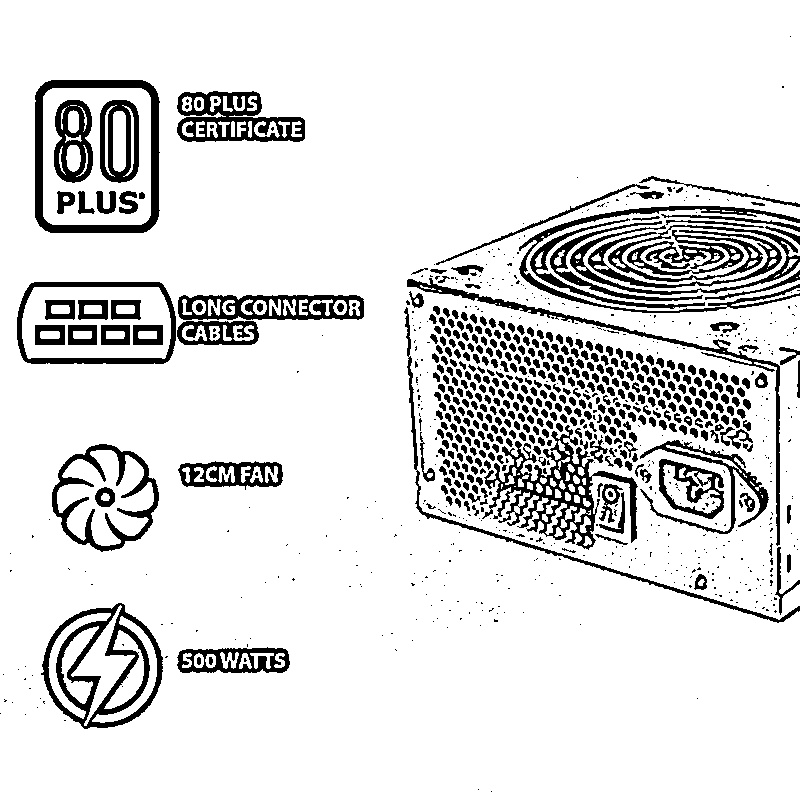 80
PLUS
80 PLUS
CERTIFICATE
LONG CONNECTOR
CABLES
12CM FAN
500 WATTS